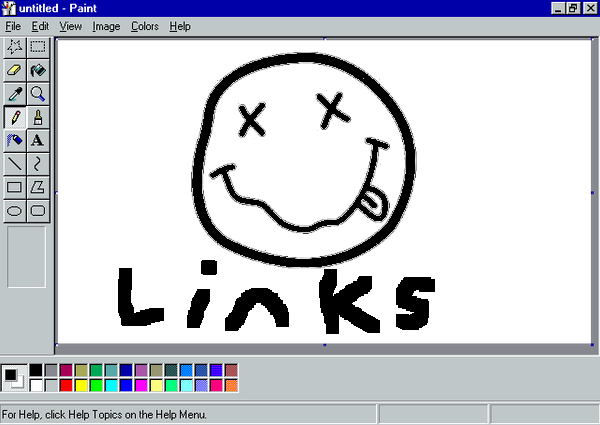 untitled - Paint
File Edit View Image Colors Help
A
Links
For Help, click Help Topics on the Help Menu.